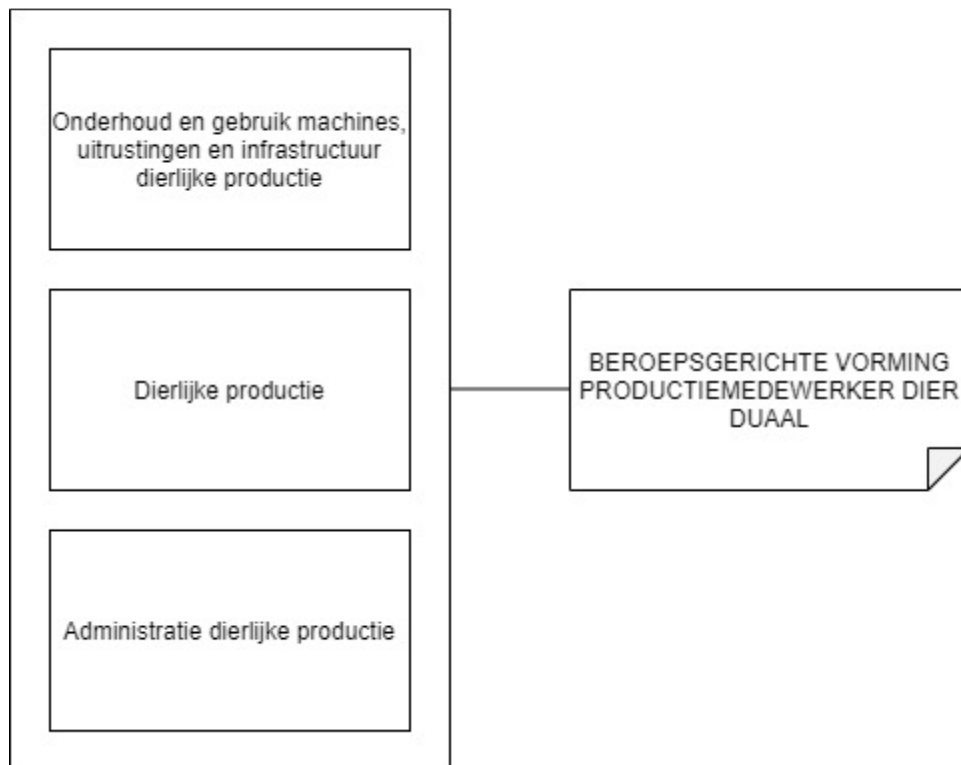 Onderhoud en gebruik machines,
uitrustingen en infrastructuur
dierlijke productie
Dierlijke productie
BEROEPSGERICHTE VORMING
PRODUCTIEMEDEWERKER DIER
DUAAL
Administratie dierlijke productie